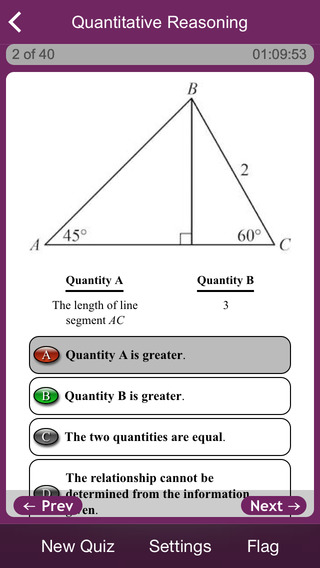 Quantitative Reasoning
2 of 40 01:09:53
B
2
A 45° 60° C
Quantity A Quantity B
The length of line 3
segment AC
A Quantity A is greater.
B Quantity B is greater.
C The two quantities are equal.
The relationship cannot be
D determined from the information
← Prev en. Next →
New Quiz Settings Flag